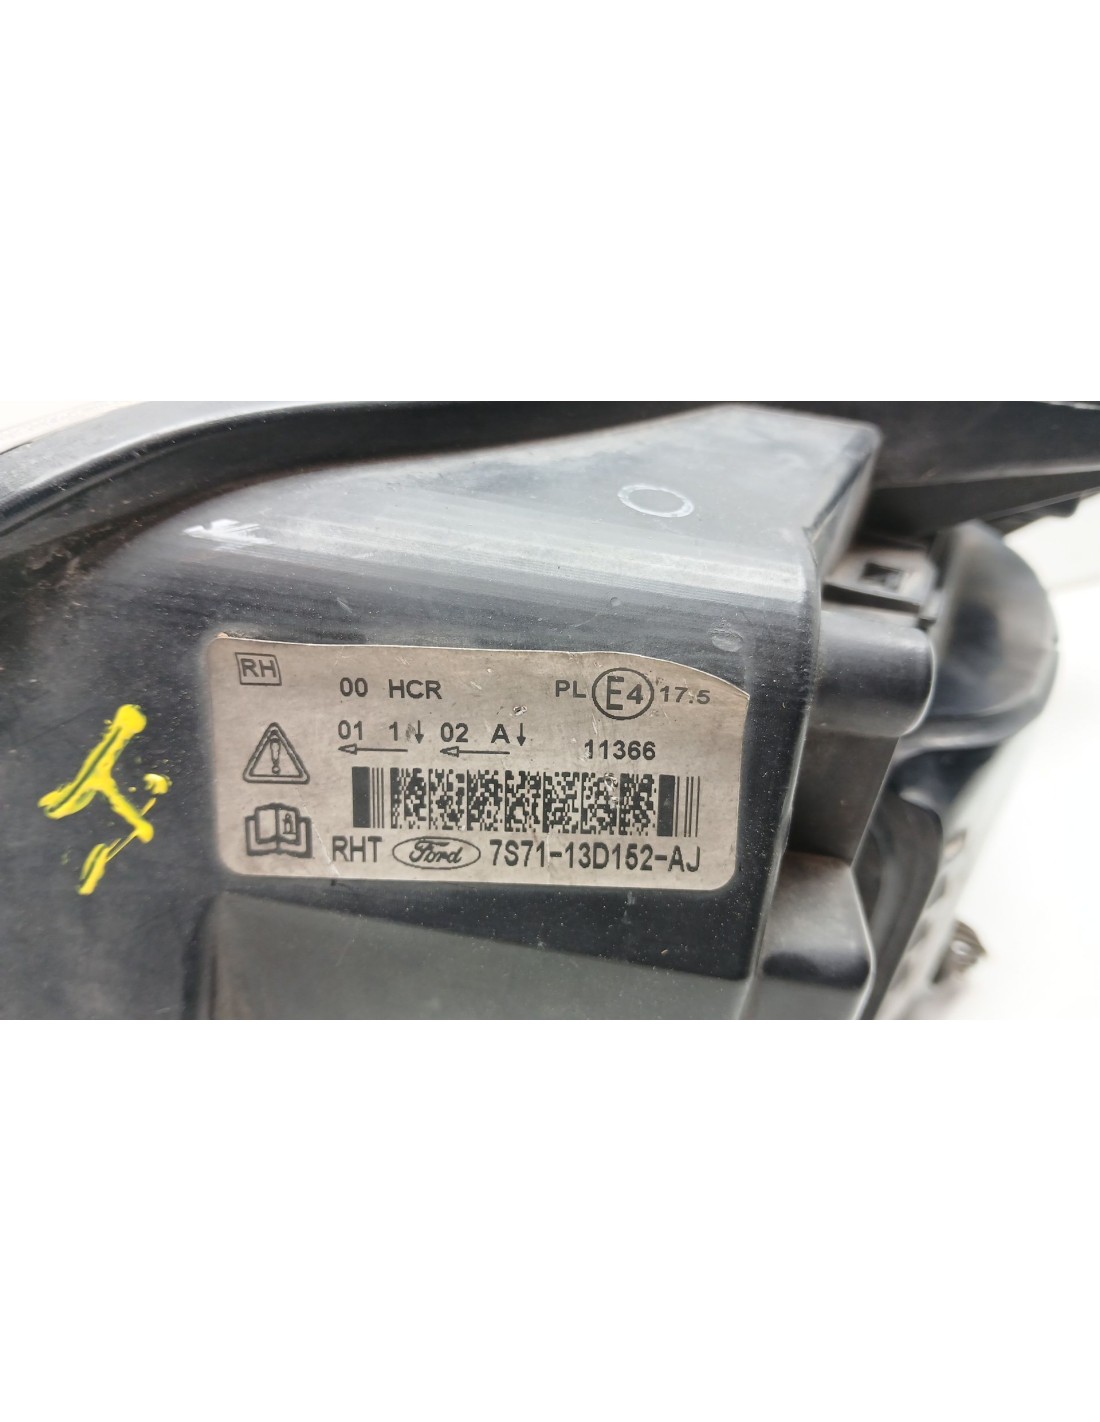 RH
00 HCR PL E4 17.5
01 1 02 A 11366
RHT Ford 7S71-13D152-AJ